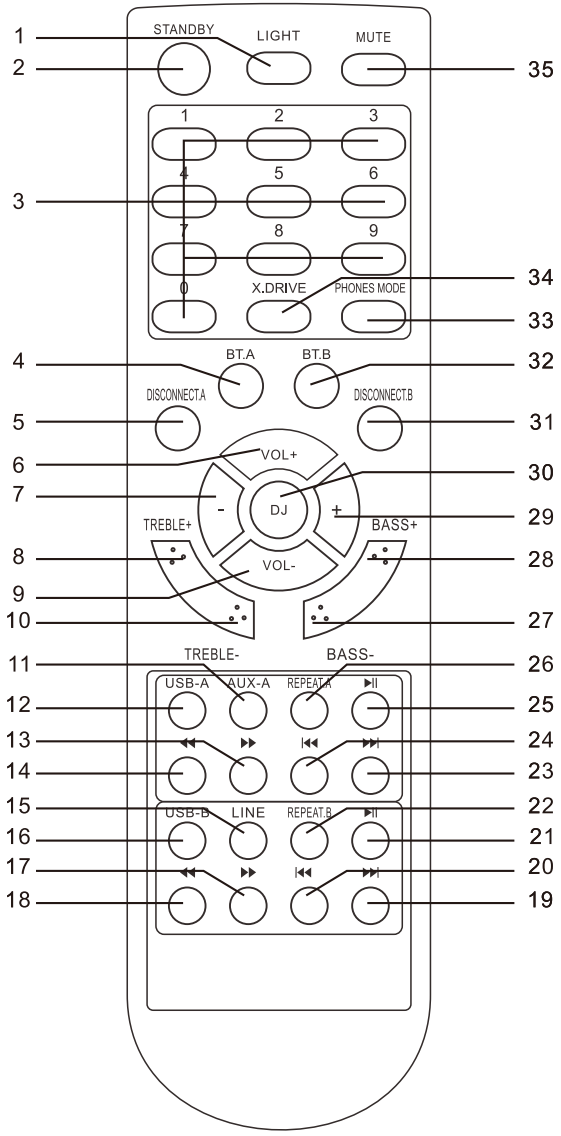 STANDBY LIGHT MUTE
1
2 35
1 2 3
4 5 6
3
7 8 9
0 X.DRIVE PHONES MODE
34
33
BT.A BT.B
4 32
DISCONNECT.A DISCONNECT.B
5 31
6 VOL+
30
7 - DJ +
29
TREBLE+ BASS+
8 28
9 VOL-
10 27
TREBLE- BASS-
11 26
USB-A AUX-A REPEAT.A ▶II
12 25
13 ◀◀ ▶▶ I◀◀ ▶▶I 24
14 23
15 22
USB-B LINE REPEAT.B ▶II
16 21
17 ◀◀ ▶▶ I◀◀ ▶▶I 20
18 19